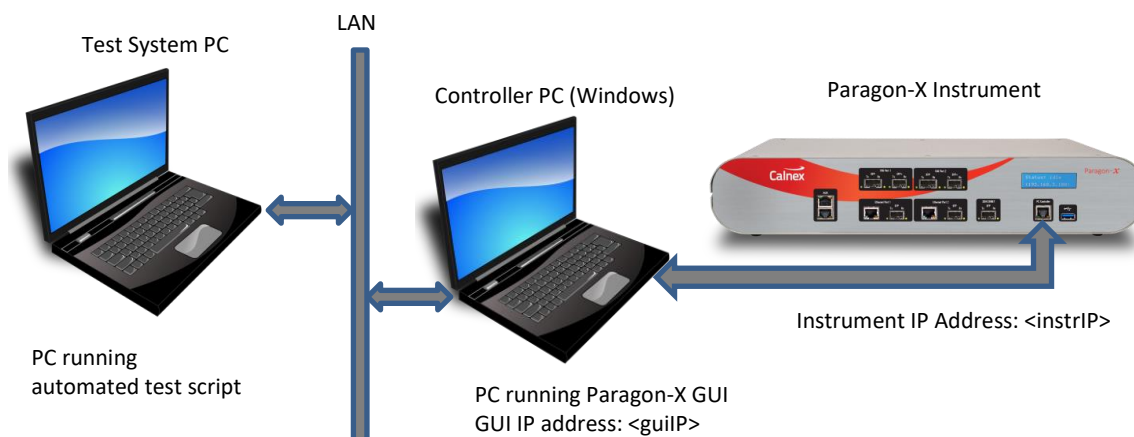 LAN
Test System PC
Controller PC (Windows)
Paragon-X Instrument
Calnex
Paragon-X
Instrument IP Address: <instrIP>
PC running
automated test script
PC running Paragon-X GUI
GUI IP address: <guiIP>